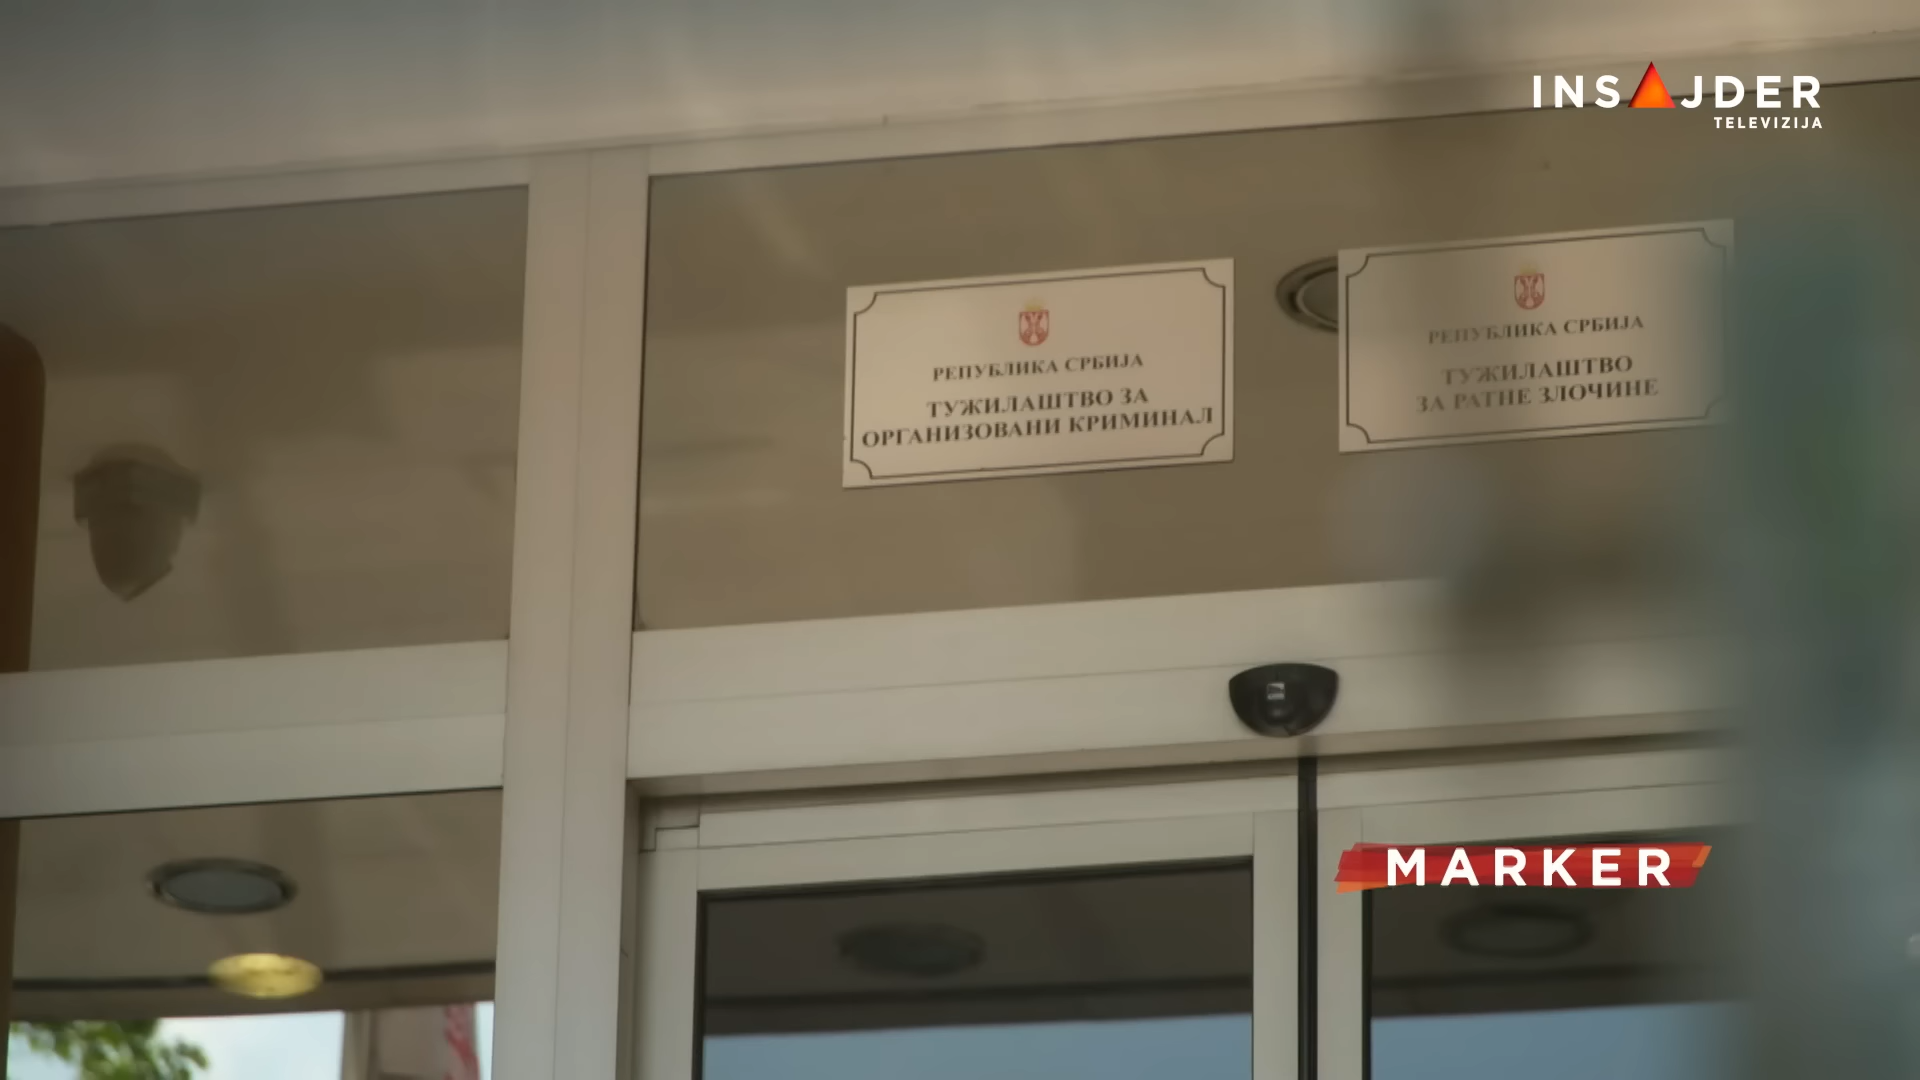 INSAJDER
TELEVIZIJA
РЕПУБЛИКА СРБИЈА
ТУЖИЛАШТВО ЗА
ОРГАНИЗОВАНИ КРИМИНАЛ
РЕПУБЛИКА СРБИЈА
ТУЖИЛАШТВО
ЗА РАТНЕ ЗЛОЧИНЕ
MARKER